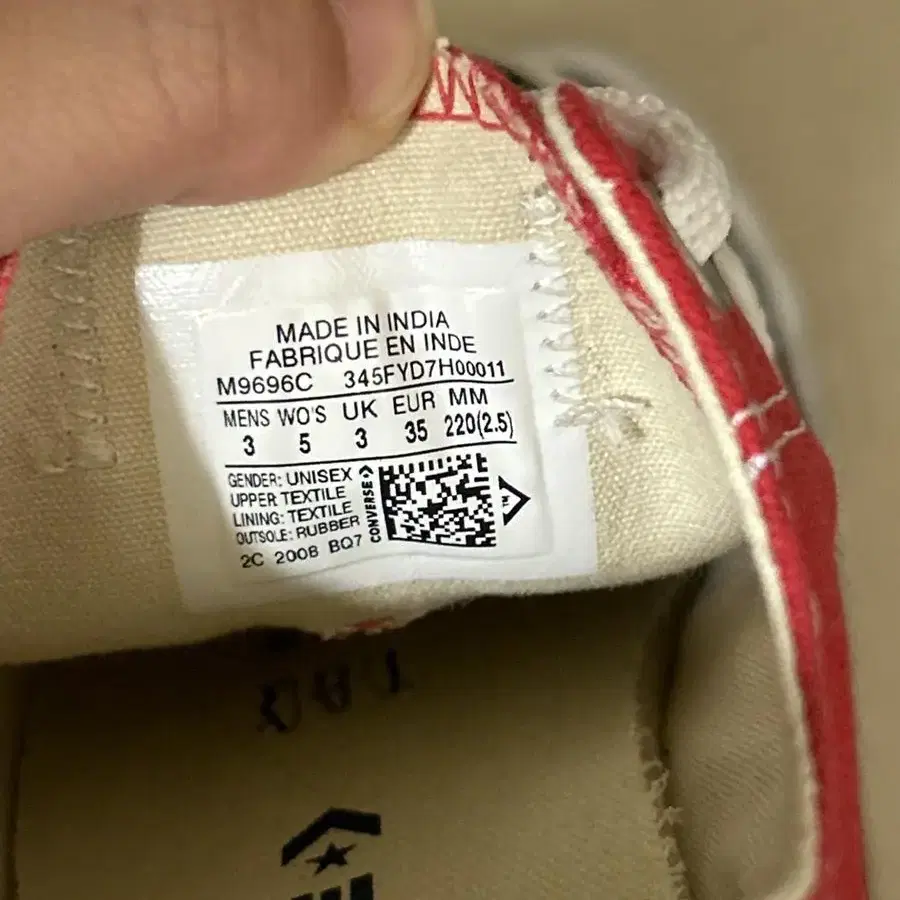 MADE IN INDIA
FABRIQUE EN INDE
M9696C 345FYD7H00011
MENS WO'S UK EUR MM
3 5 3 35 220(2.5)
GENDER: UNISEX
UPPER TEXTILE
LINING: TEXTILE
OUTSOLE: RUBBER
CONVERSE
2C 2008 BQ7